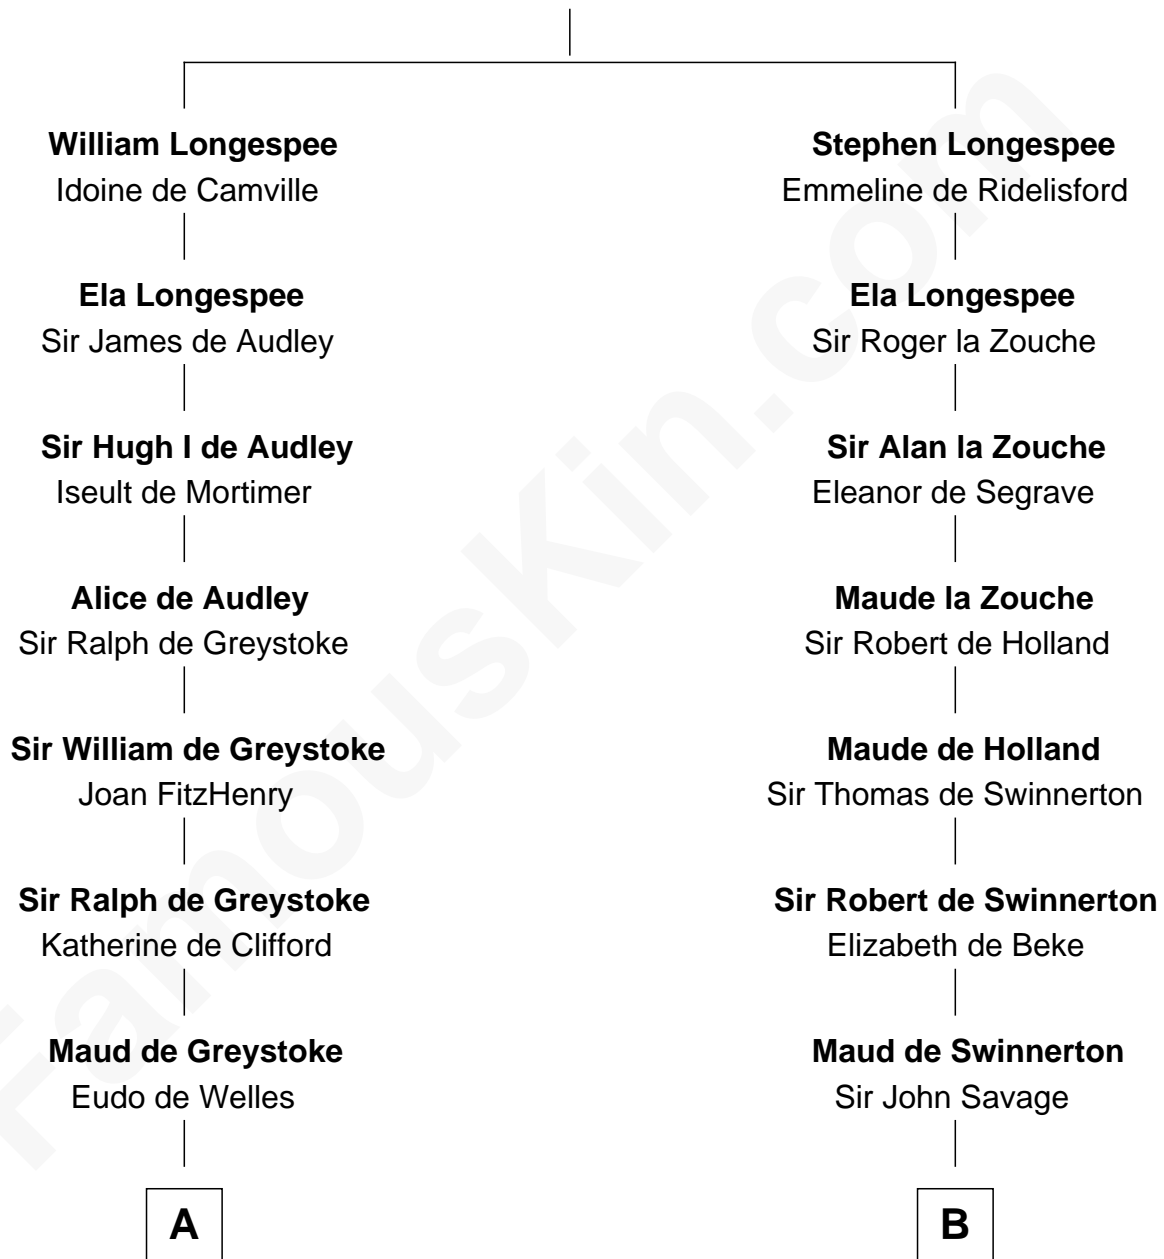 William Longespee
Idoine de Camville
Ela Longespee
Sir James de Audley
Sir Hugh I de Audley
Iseult de Mortimer
Alice de Audley
Sir Ralph de Greystoke
Sir William de Greystoke
Joan FitzHenry
Sir Ralph de Greystoke
Katherine de Clifford
Maud de Greystoke
Eudo de Welles
A
Stephen Longespee
Emmeline de Ridelisford
Ela Longespee
Sir Roger la Zouche
Sir Alan la Zouche
Eleanor de Segrave
Maude la Zouche
Sir Robert de Holland
Maude de Holland
Sir Thomas de Swinnerton
Sir Robert de Swinnerton
Elizabeth de Beke
Maud de Swinnerton
Sir John Savage
B
FamousKin.com